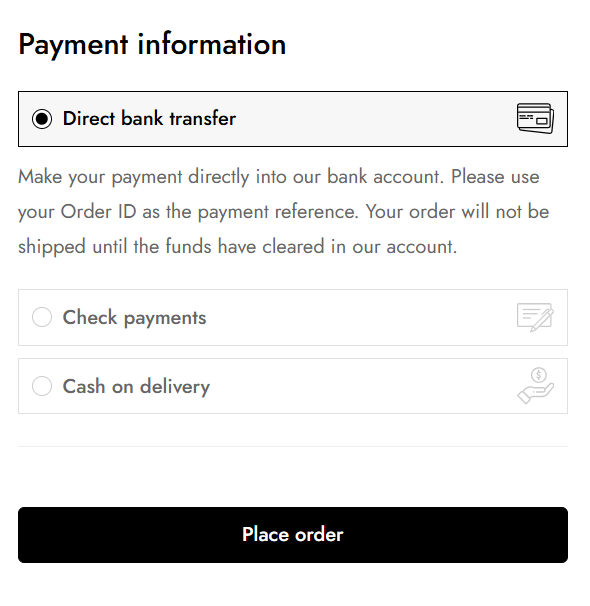 Payment information
Direct bank transfer
Make your payment directly into our bank account. Please use
your Order ID as the payment reference. Your order will not be
shipped until the funds have cleared in our account.
Check payments
Cash on delivery
Place order